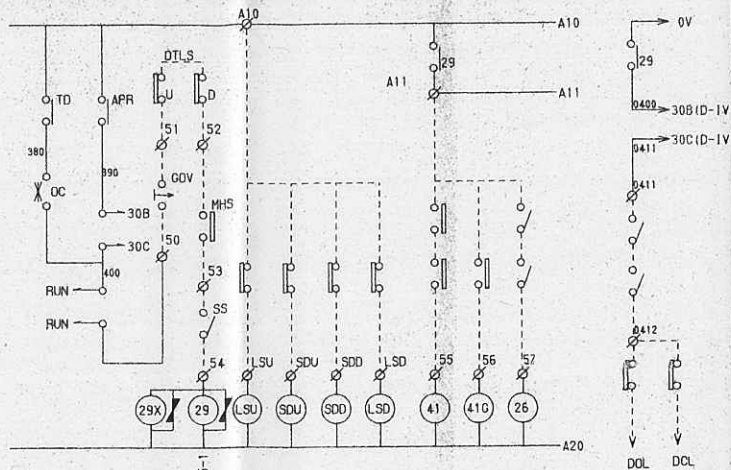 A10
A10
0V
DTLS
29
29
TD
APR
U
D
A11
A11
0400
30B(D-IV
51
52
380
390
0411
30C(D-IV
OC
GOV
0411
30B
MHS
30C
50
400
RUN
53
RUN
SS
0412
54
LSU
SDU
SDD
LSD
55
56
57
29X
29
LSU
SDU
SDD
LSD
41
41G
26
A20
DOL
DCL